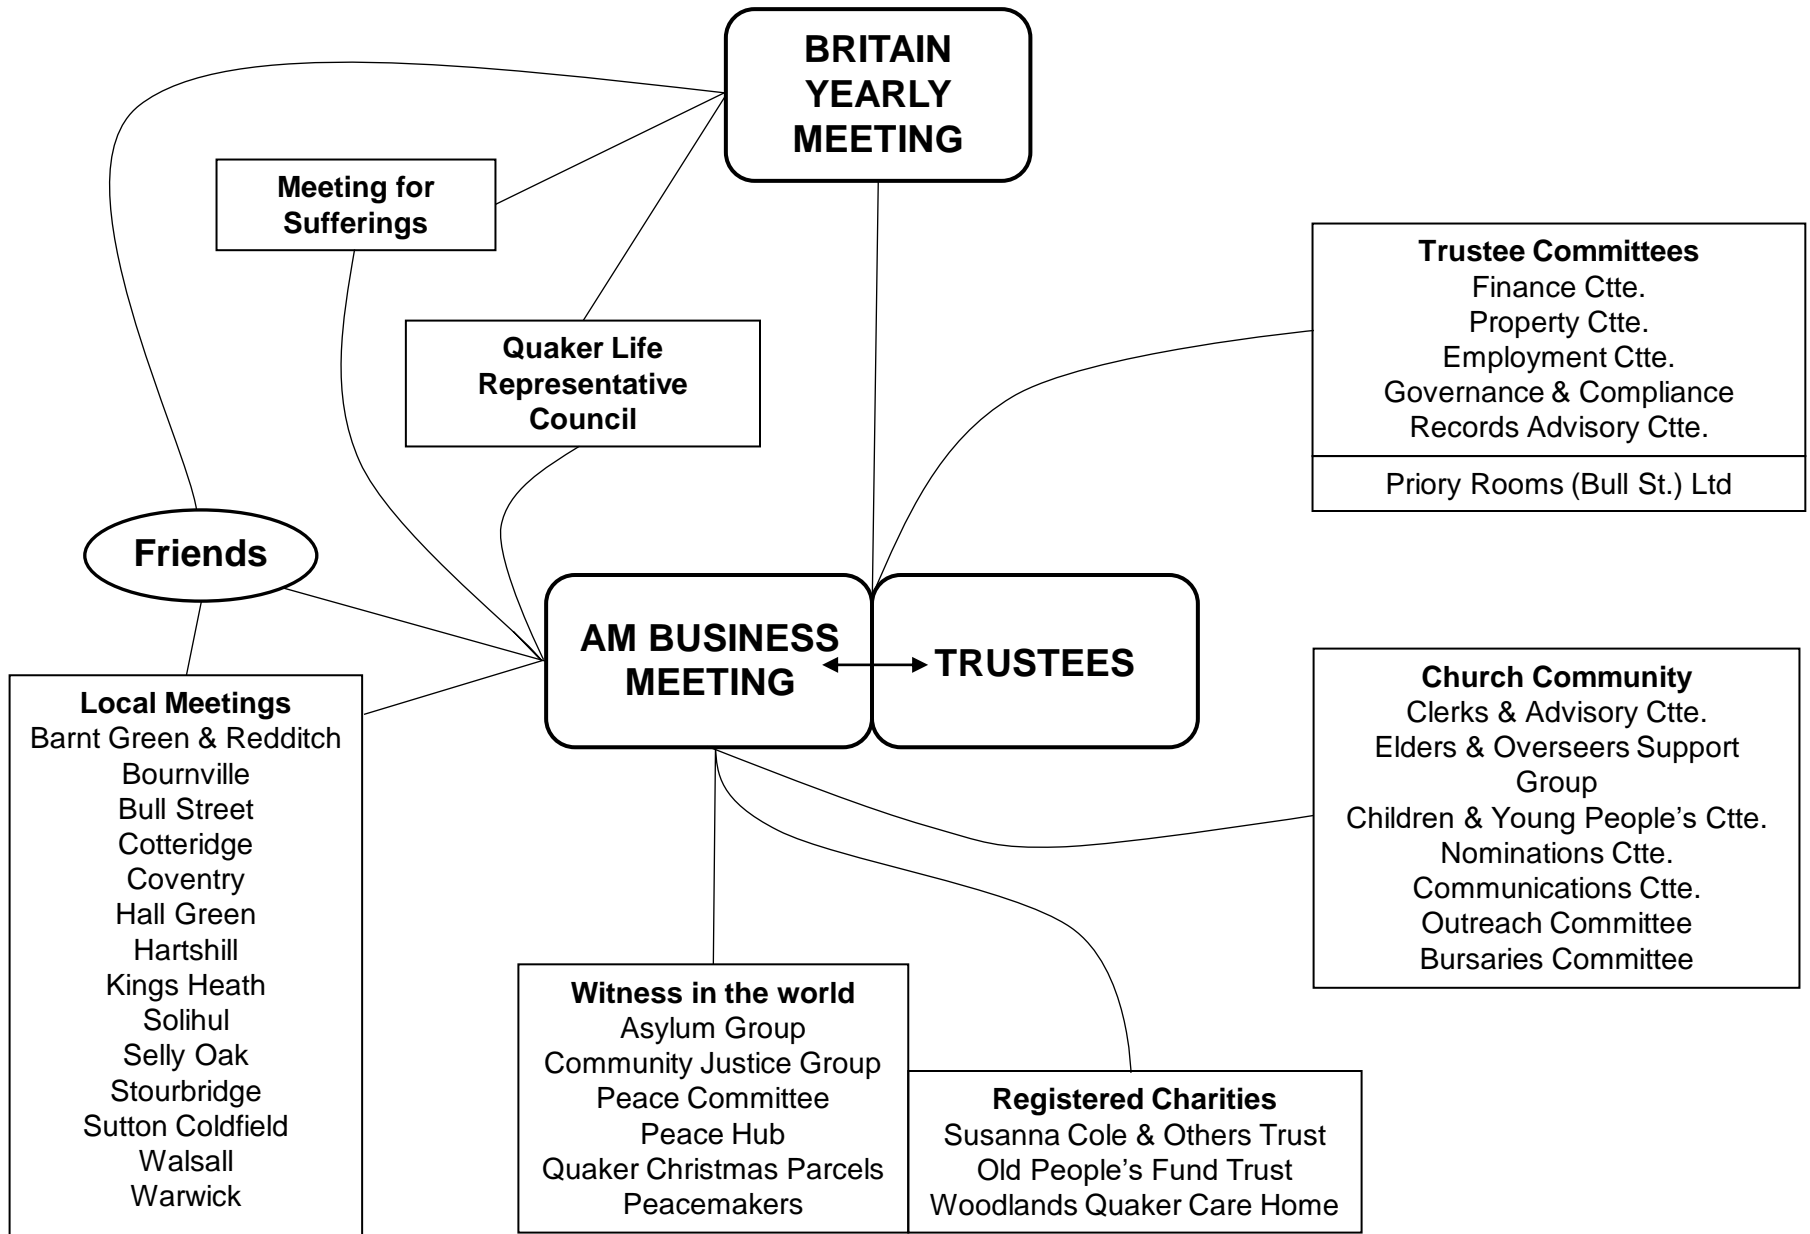 BRITAIN
YEARLY
MEETING
Meeting for
Sufferings
Quaker Life
Representative
Council
Trustee Committees
Finance Ctte.
Property Ctte.
Employment Ctte.
Governance & Compliance
Records Advisory Ctte.
Priory Rooms (Bull St.) Ltd
Friends
AM BUSINESS
MEETING
TRUSTEES
Local Meetings
Barnt Green & Redditch
Bournville
Bull Street
Cotteridge
Coventry
Hall Green
Hartshill
Kings Heath
Solihul
Selly Oak
Stourbridge
Sutton Coldfield
Walsall
Warwick
Church Community
Clerks & Advisory Ctte.
Elders & Overseers Support
Group
Children & Young People’s Ctte.
Nominations Ctte.
Communications Ctte.
Outreach Committee
Bursaries Committee
Witness in the world
Asylum Group
Community Justice Group
Peace Committee
Peace Hub
Quaker Christmas Parcels
Peacemakers
Registered Charities
Susanna Cole & Others Trust
Old People’s Fund Trust
Woodlands Quaker Care Home